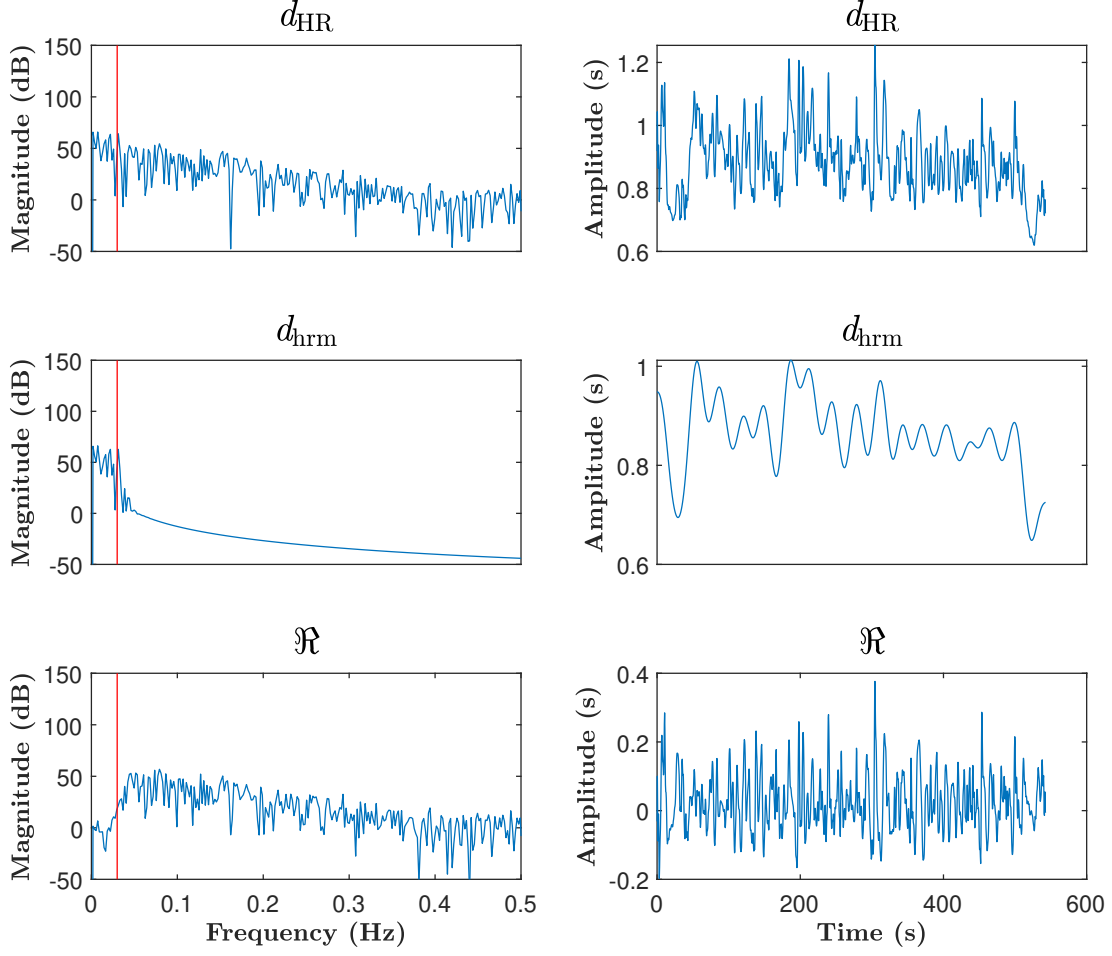 d_HR
d_HR
Magnitude (dB)
150
100
50
0
-50
Amplitude (s)
1.2
1
0.8
0.6
d_hrm
d_hrm
Magnitude (dB)
150
100
50
0
-50
Amplitude (s)
1
0.8
0.6
ℜ
ℜ
Magnitude (dB)
150
100
50
0
-50
0 0.1 0.2 0.3 0.4 0.5
Frequency (Hz)
Amplitude (s)
0.4
0.2
0
-0.2
0 200 400 600
Time (s)